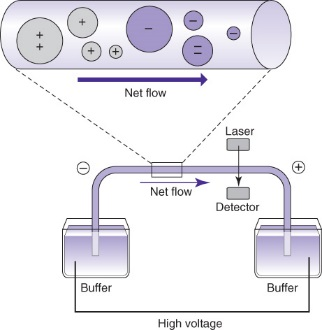 + + + + + - - = -
Net flow
Laser
- +
Net flow
Detector
Buffer Buffer
High voltage